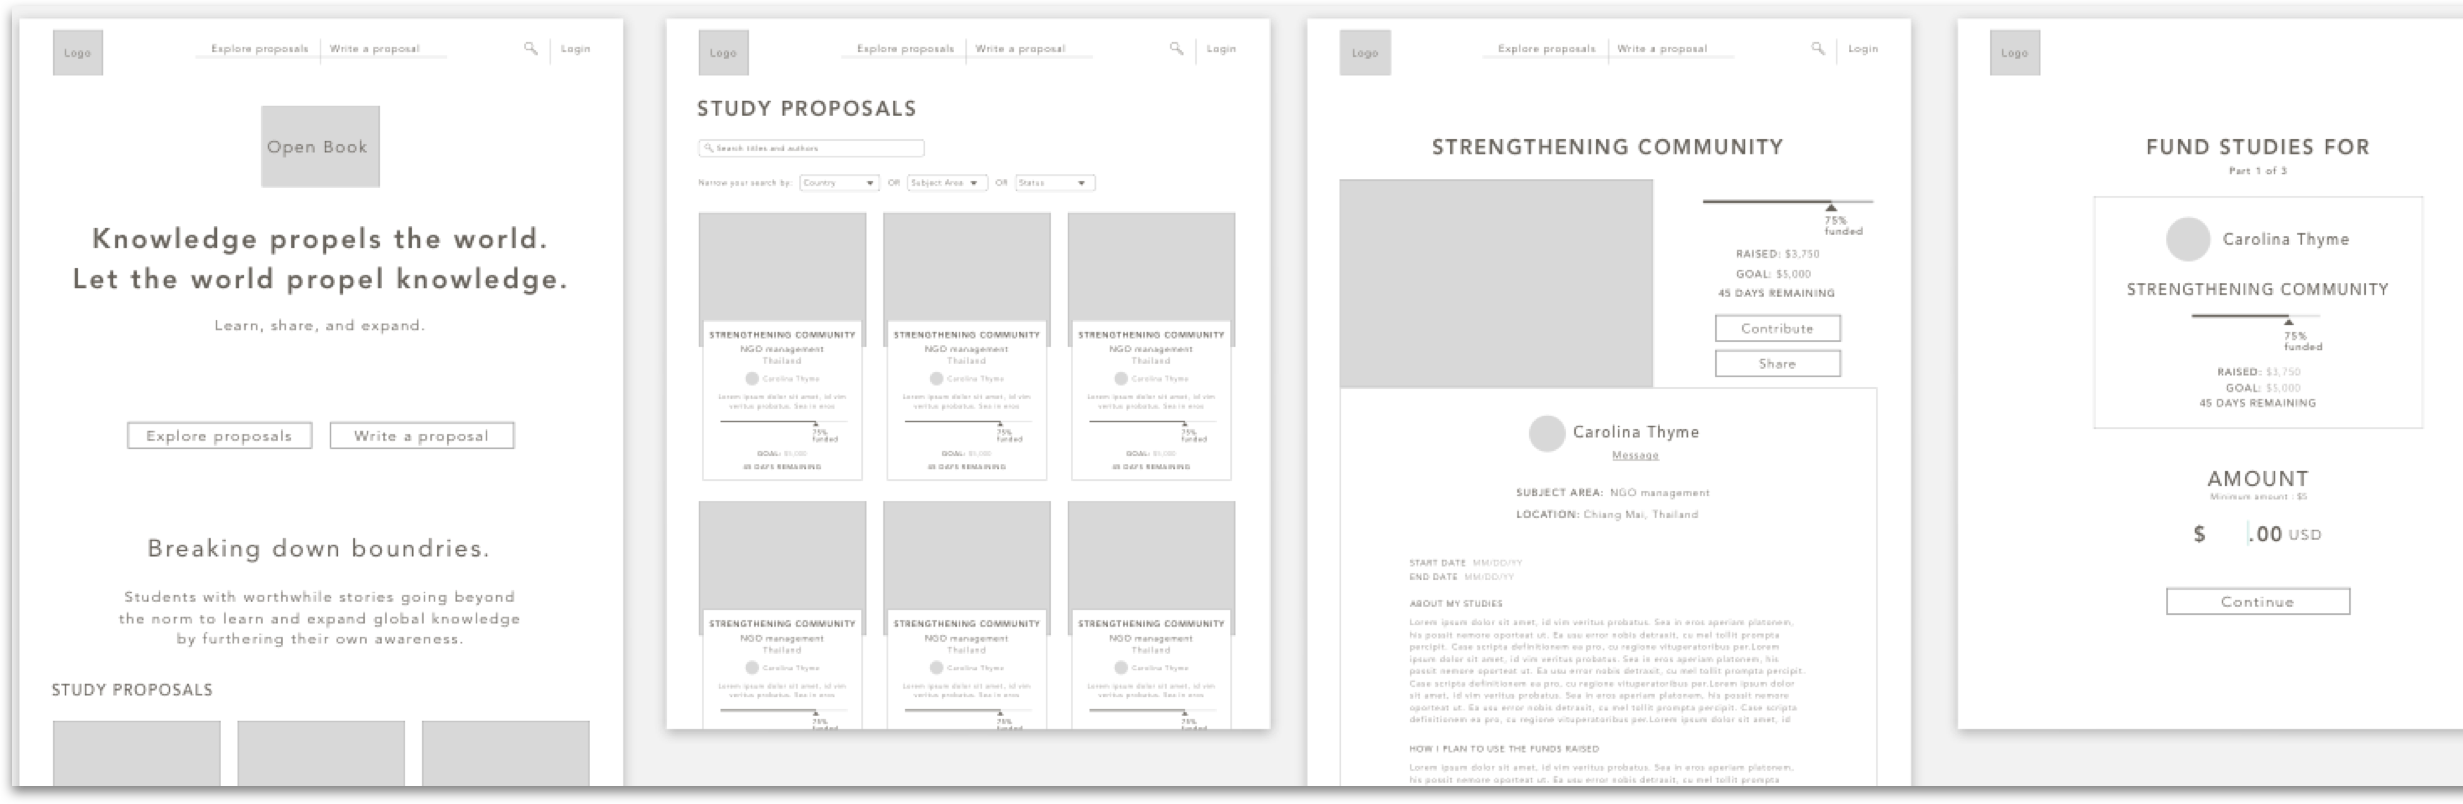 Logo
Explore proposals
Write a proposal
Login
Open Book
Knowledge propels the world.
Let the world propel knowledge.
Learn, share, and expand.
Explore proposals
Write a proposal
Breaking down boundries.
Students with worthwhile stories going beyond
the norm to learn and expand global knowledge
by furthering their own awareness.
STUDY PROPOSALS
Logo
Explore proposals
Write a proposal
Login
STUDY PROPOSALS
Search titles and authors
Narrow your search by: Country OR Subject Area OR Status
STRENGTHENING COMMUNITY
NGO management
Thailand
Carolina Thyme
Lorem ipsum dolor sit amet, id vim
veritus probatus. Sea in eros
75%
funded
GOAL: $5,000
45 DAYS REMAINING
STRENGTHENING COMMUNITY
NGO management
Thailand
Carolina Thyme
Lorem ipsum dolor sit amet, id vim
veritus probatus. Sea in eros
75%
funded
GOAL: $5,000
45 DAYS REMAINING
STRENGTHENING COMMUNITY
NGO management
Thailand
Carolina Thyme
Lorem ipsum dolor sit amet, id vim
veritus probatus. Sea in eros
75%
funded
GOAL: $5,000
45 DAYS REMAINING
STRENGTHENING COMMUNITY
NGO management
Thailand
Carolina Thyme
Lorem ipsum dolor sit amet, id vim
veritus probatus. Sea in eros
75%
funded
STRENGTHENING COMMUNITY
NGO management
Thailand
Carolina Thyme
Lorem ipsum dolor sit amet, id vim
veritus probatus. Sea in eros
75%
funded
STRENGTHENING COMMUNITY
NGO management
Thailand
Carolina Thyme
Lorem ipsum dolor sit amet, id vim
veritus probatus. Sea in eros
75%
funded
Logo
Explore proposals
Write a proposal
Login
STRENGTHENING COMMUNITY
75%
funded
RAISED: $3,750
GOAL: $5,000
45 DAYS REMAINING
Contribute
Share
Carolina Thyme
Message
SUBJECT AREA: NGO management
LOCATION: Chiang Mai, Thailand
START DATE MM/DD/YY
END DATE MM/DD/YY
ABOUT MY STUDIES
Lorem ipsum dolor sit amet, id vim veritus probatus. Sea in eros aperiam platonem,
his possit nemore oporteat ut. Ea usu error nobis detraxit, cu mel tollit prompta
percipit. Case scripta definitionem ea pro, cu regione vituperatoribus per.Lorem
ipsum dolor sit amet, id vim veritus probatus. Sea in eros aperiam platonem, his
possit nemore oporteat ut. Ea usu error nobis detraxit, cu mel tollit prompta percipit.
Case scripta definitionem ea pro, cu regione vituperatoribus per.Lorem ipsum dolor
sit amet, id vim veritus probatus. Sea in eros aperiam platonem, his possit nemore
oporteat ut. Ea usu error nobis detraxit, cu mel tollit prompta percipit. Case scripta
definitionem ea pro, cu regione vituperatoribus per.Lorem ipsum dolor sit amet, id
HOW I PLAN TO USE THE FUNDS RAISED
Lorem ipsum dolor sit amet, id vim veritus probatus. Sea in eros aperiam platonem,
his possit nemore oporteat ut. Ea usu error nobis detraxit, cu mel tollit prompta
Logo
FUND STUDIES FOR
Part 1 of 3
Carolina Thyme
STRENGTHENING COMMUNITY
75%
funded
RAISED: $3,750
GOAL: $5,000
45 DAYS REMAINING
AMOUNT
Minimum amount : $5
$ .00 USD
Continue